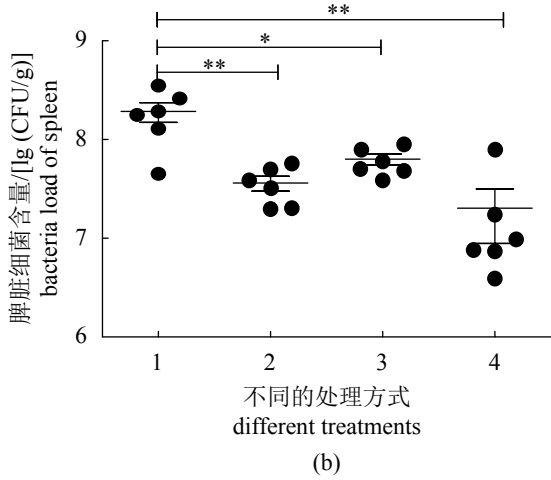 **
*
**
9
8
7
6
脾脏细菌含量/[lg (CFU/g)]
bacteria load of spleen
1 2 3 4
不同的处理方式
different treatments
(b)